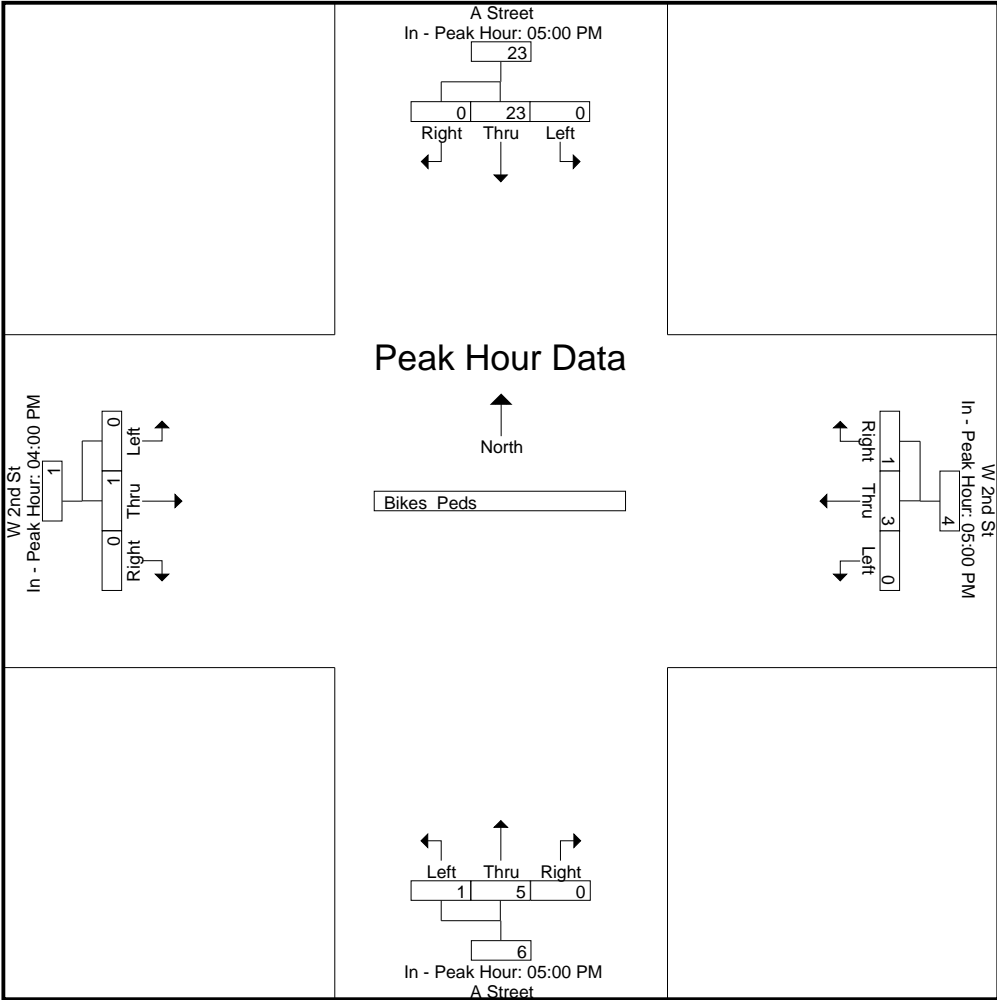 A Street
In - Peak Hour: 05:00 PM
23
0 23 0
Right Thru Left
Peak Hour Data
North
Bikes Peds
W 2nd St
In - Peak Hour: 04:00 PM
1
0 1 0
Left Thru Right
W 2nd St
In - Peak Hour: 05:00 PM
4
1 3 0
Right Thru Left
Left Thru Right
1 5 0
6
In - Peak Hour: 05:00 PM
A Street